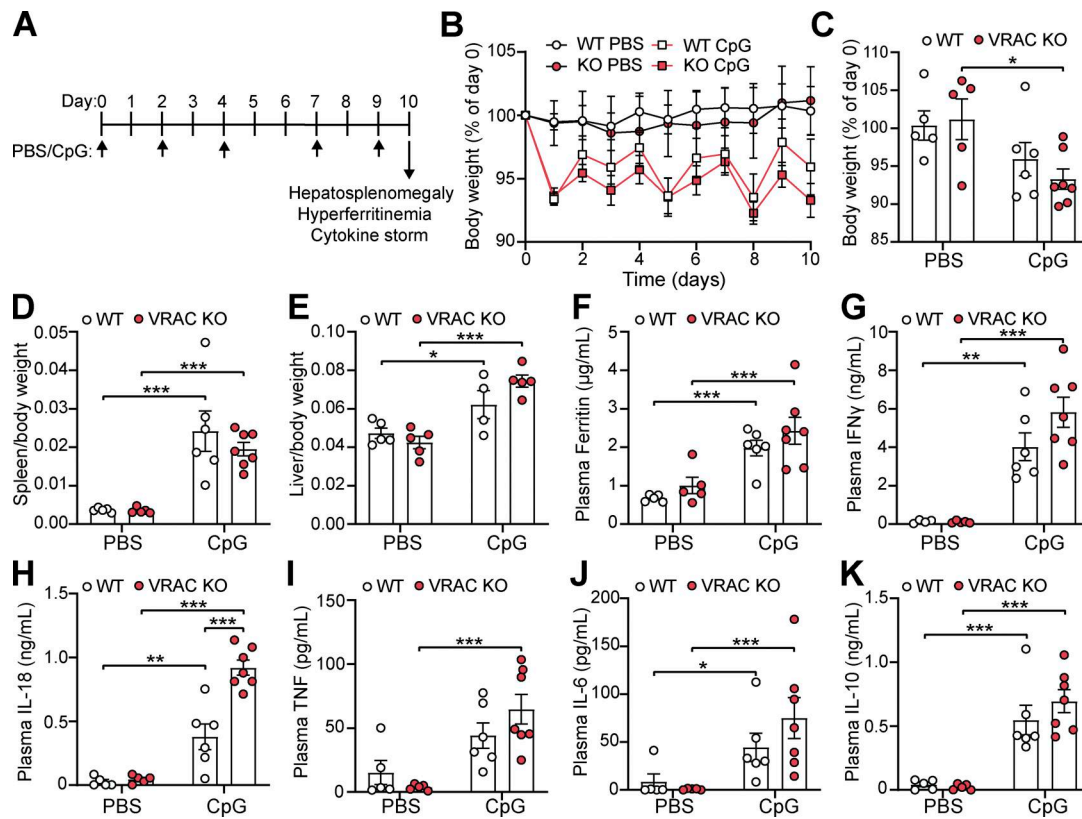 A
Day:0 1 2 3 4 5 6 7 8 9 10
PBS/CpG:
Hepatosplenomegaly
Hyperferritinemia
Cytokine storm
B
WT PBS WT CpG
KO PBS KO CpG
Body weight (% of day 0)
105
100
95
90
0 2 4 6 8 10
Time (days)
C
WT VRAC KO
*
Body weight (% of day 0)
110
105
100
95
90
85
PBS CpG
D
WT VRAC KO
***
***
Spleen/body weight
0.05
0.04
0.03
0.02
0.01
0.00
PBS CpG
E
WT VRAC KO
***
*
Liver/body weight
0.10
0.08
0.06
0.04
0.02
0.00
PBS CpG
F
WT VRAC KO
***
***
Plasma Ferritin (µg/mL)
5
4
3
2
1
0
PBS CpG
G
WT VRAC KO
***
**
Plasma IFNγ (ng/mL)
10
8
6
4
2
0
PBS CpG
H
WT VRAC KO
***
***
**
Plasma IL-18 (ng/mL)
1.5
1.0
0.5
0
PBS CpG
I
WT VRAC KO
***
Plasma TNF (pg/mL)
150
100
50
0
PBS CpG
J
WT VRAC KO
***
*
Plasma IL-6 (pg/mL)
200
150
100
50
0
PBS CpG
K
WT VRAC KO
***
***
Plasma IL-10 (ng/mL)
1.5
1.0
0.5
0
PBS CpG